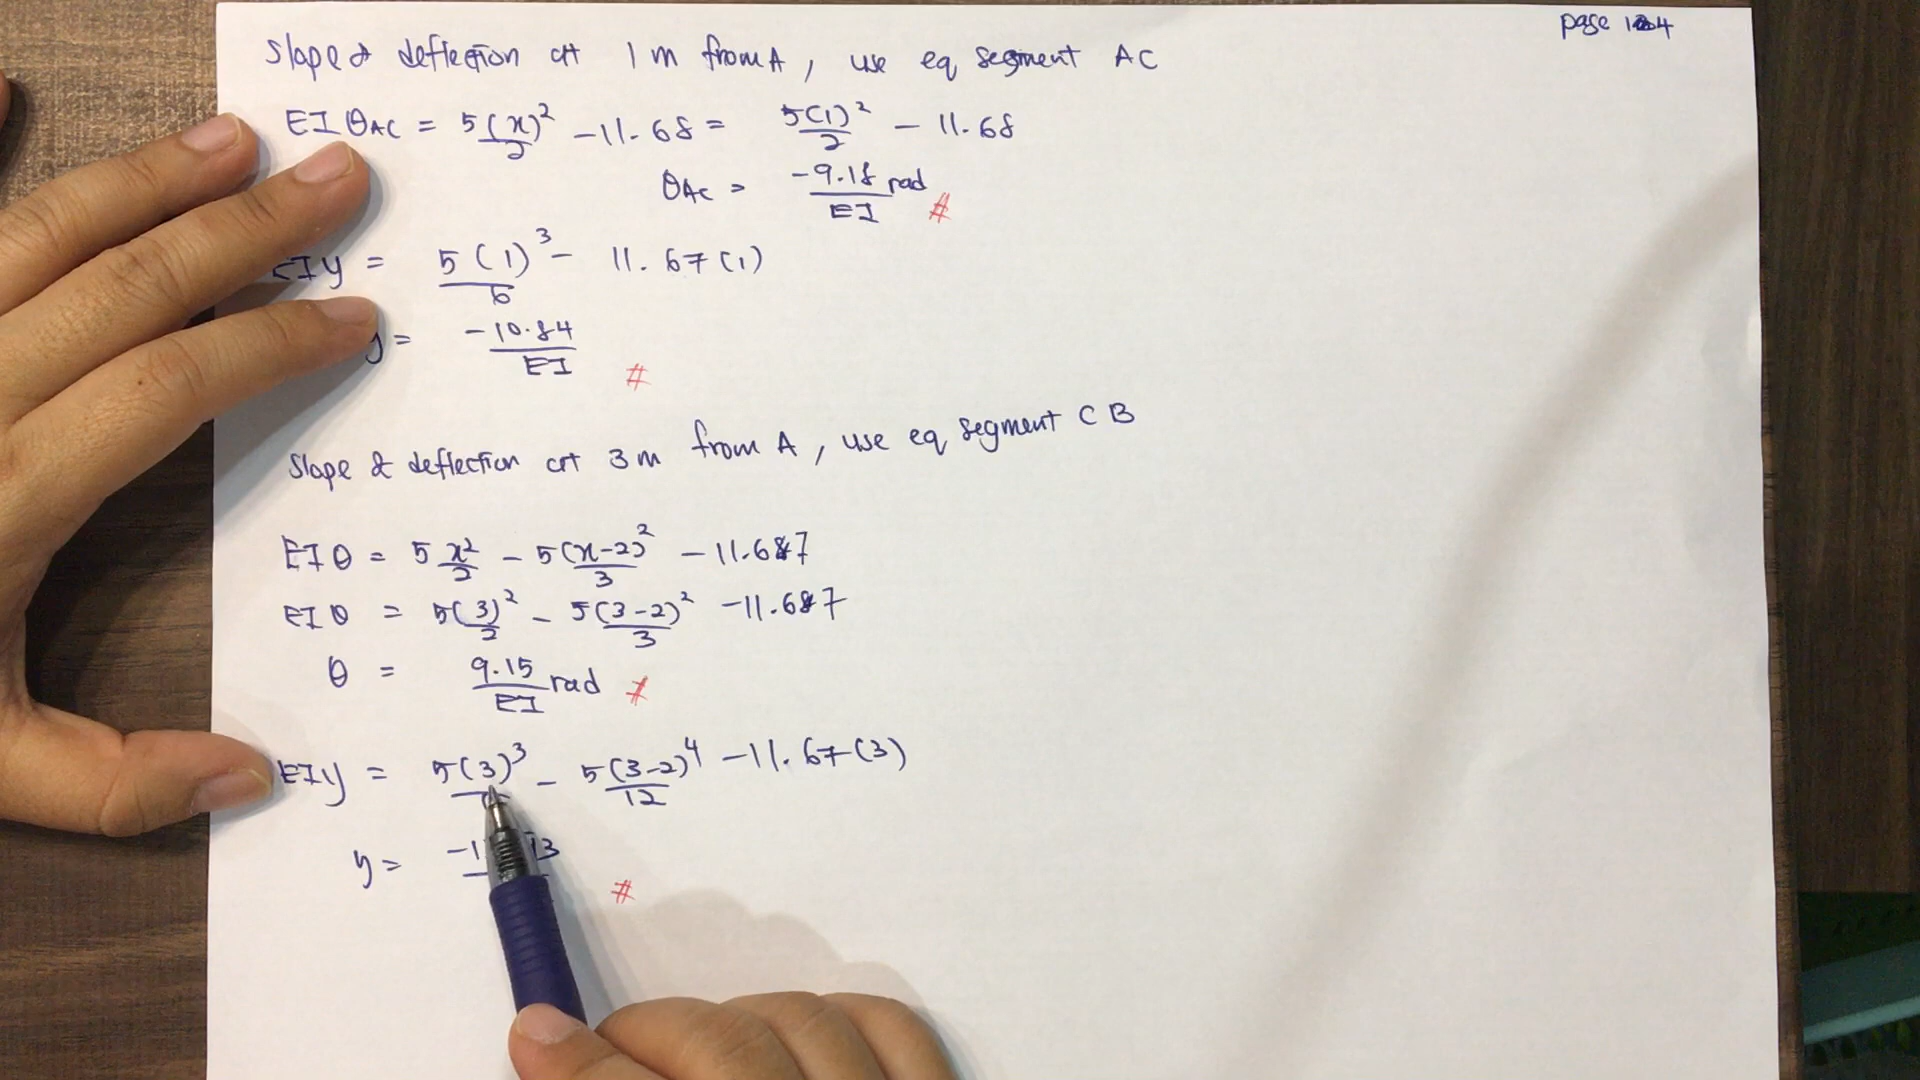 page 124
Slope & deflection at 1 m from A, use eq segment AC
EIθAC = 5(x)²/2 - 11.68 = 5(1)²/2 - 11.68
θAC = -9.18/EI rad #
EIy = 5(1)³/6 - 11.67(1)
y = -10.84/EI #
Slope & deflection at 3m from A, use eq segment CB
EIθ = 5x²/2 - 5(x-2)²/3 - 11.67
EIθ = 5(3)²/2 - 5(3-2)²/3 - 11.67
θ = 9.15/EI rad #
EIy = 5(3)³ - 5(3-2)⁴/12 - 11.67(3)
y = #